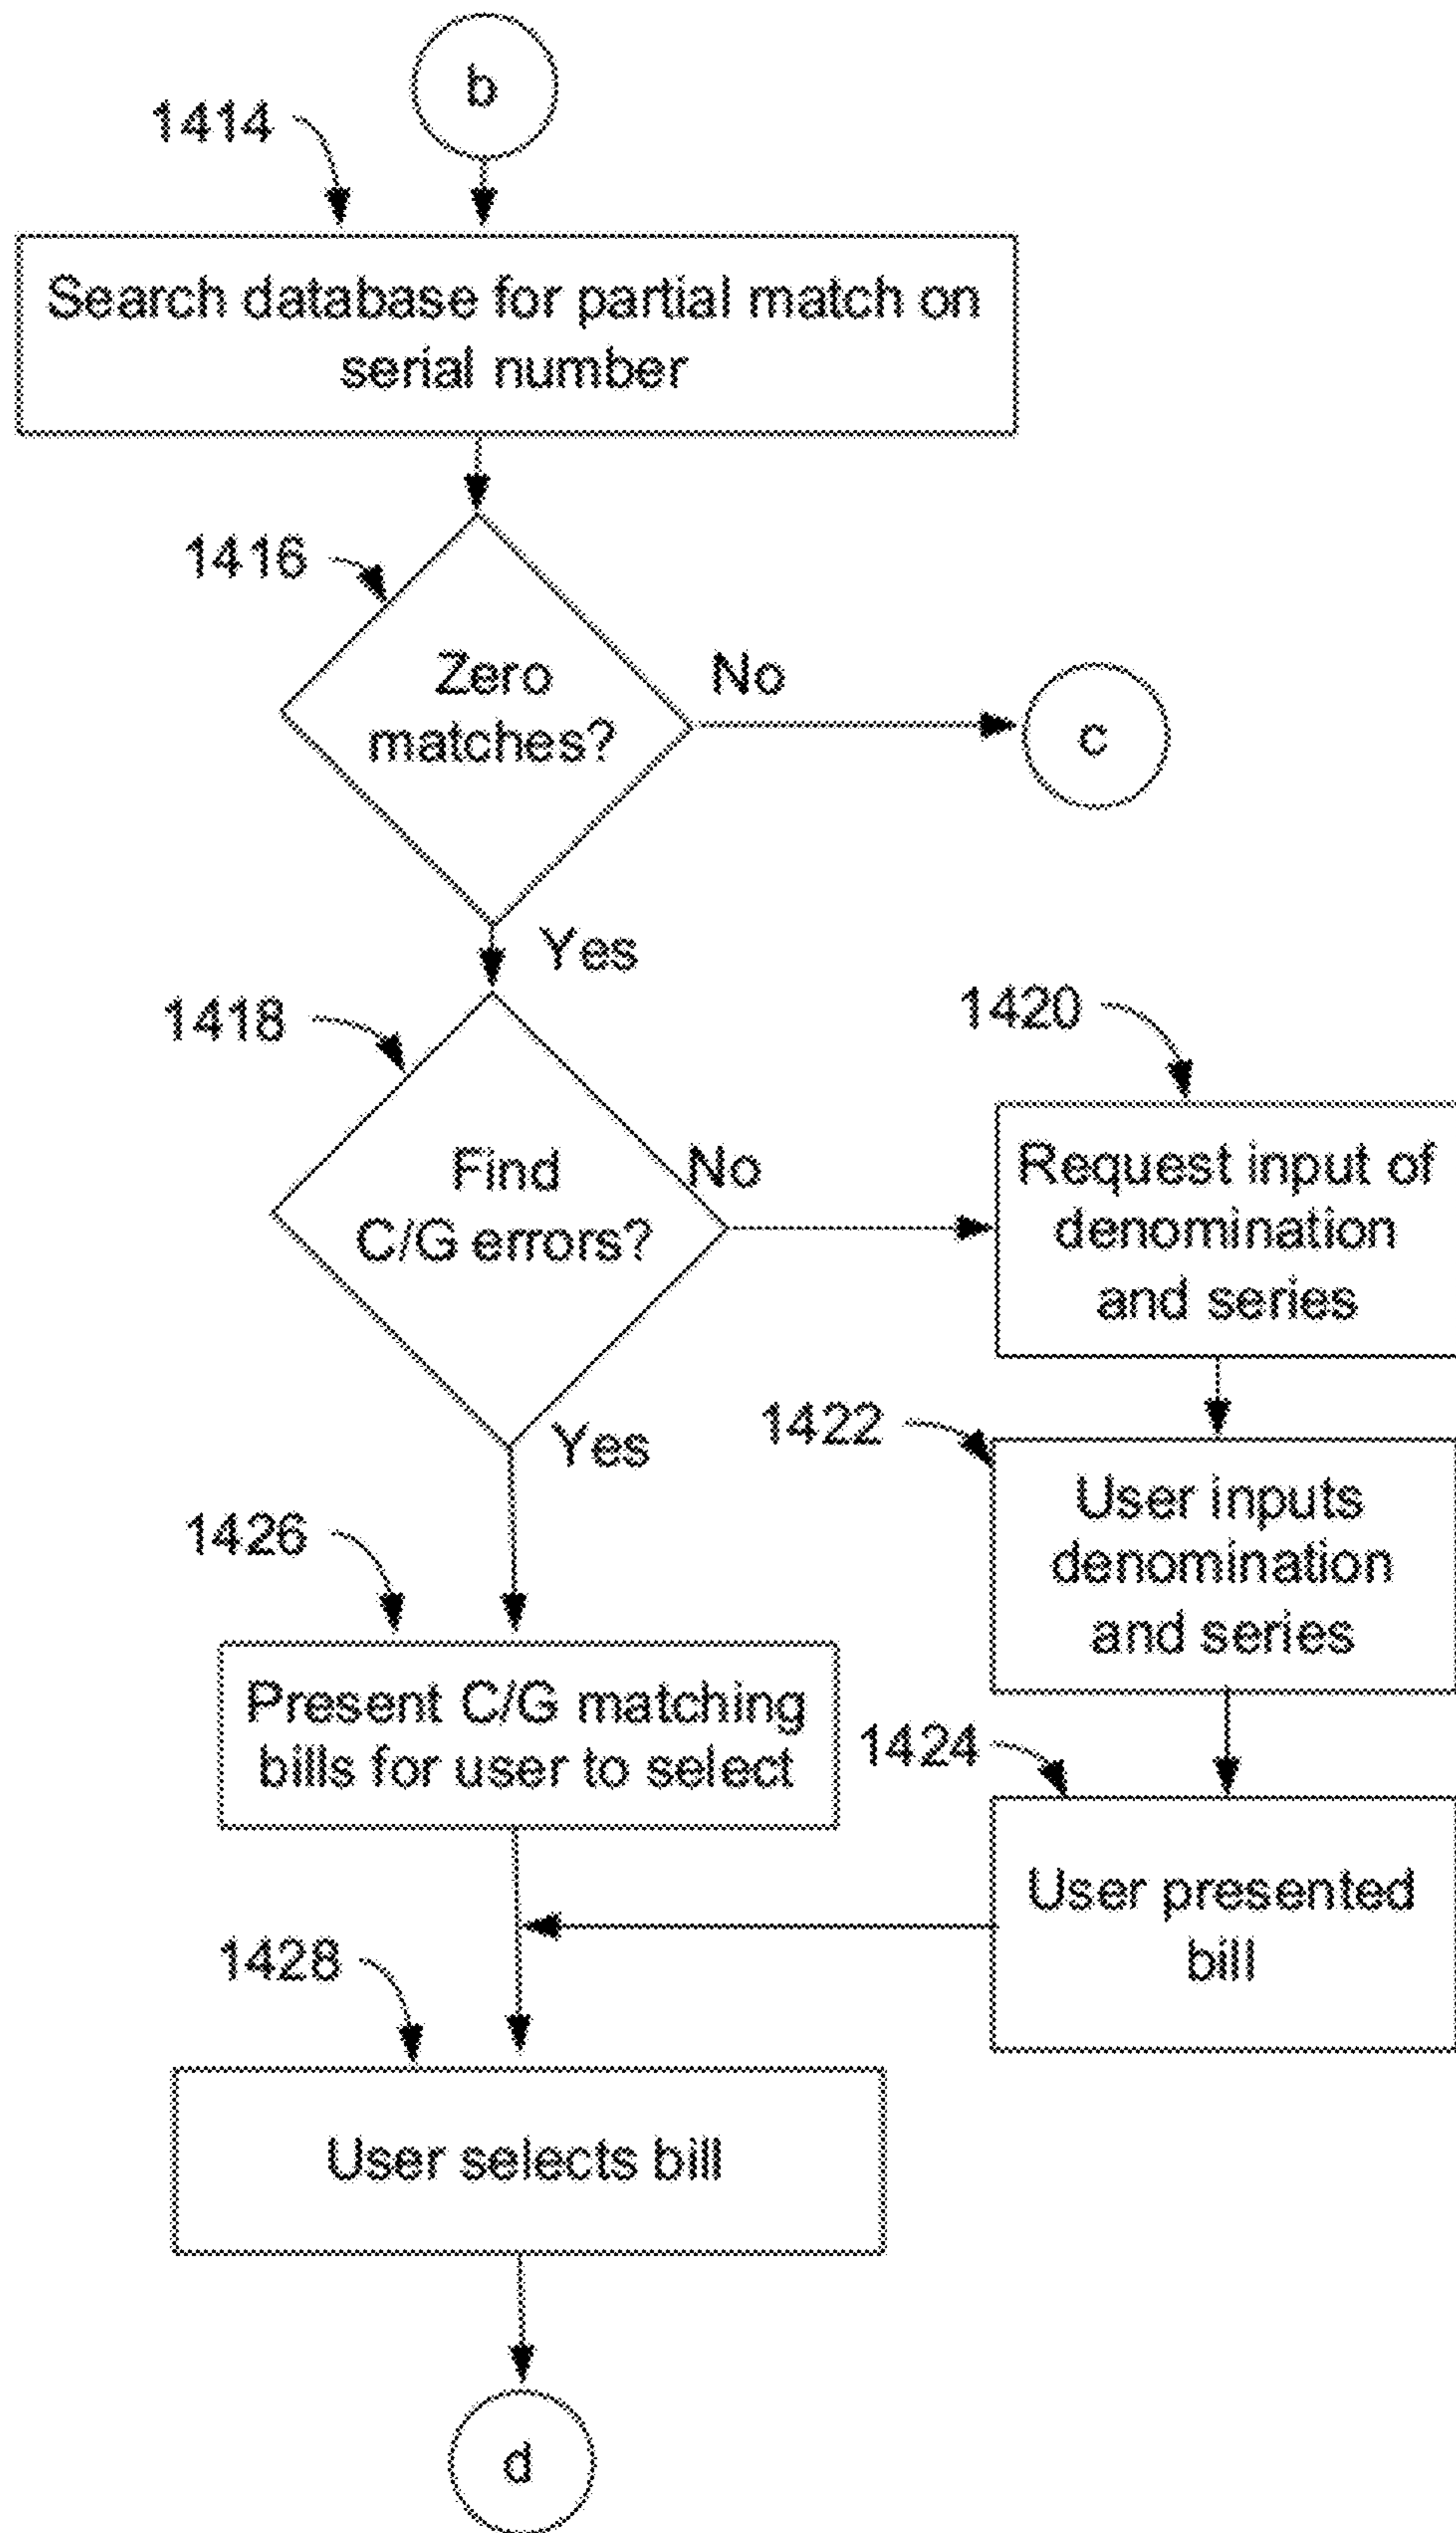 b
1414
Search database for partial match on
serial number
1416
Zero
matches?
No
c
Yes
1418
Find
C/G errors?
No
1420
Request input of
denomination
and series
Yes
1422
User inputs
denomination
and series
1426
Present C/G matching
bills for user to select
1424
User presented
bill
1428
User selects bill
d